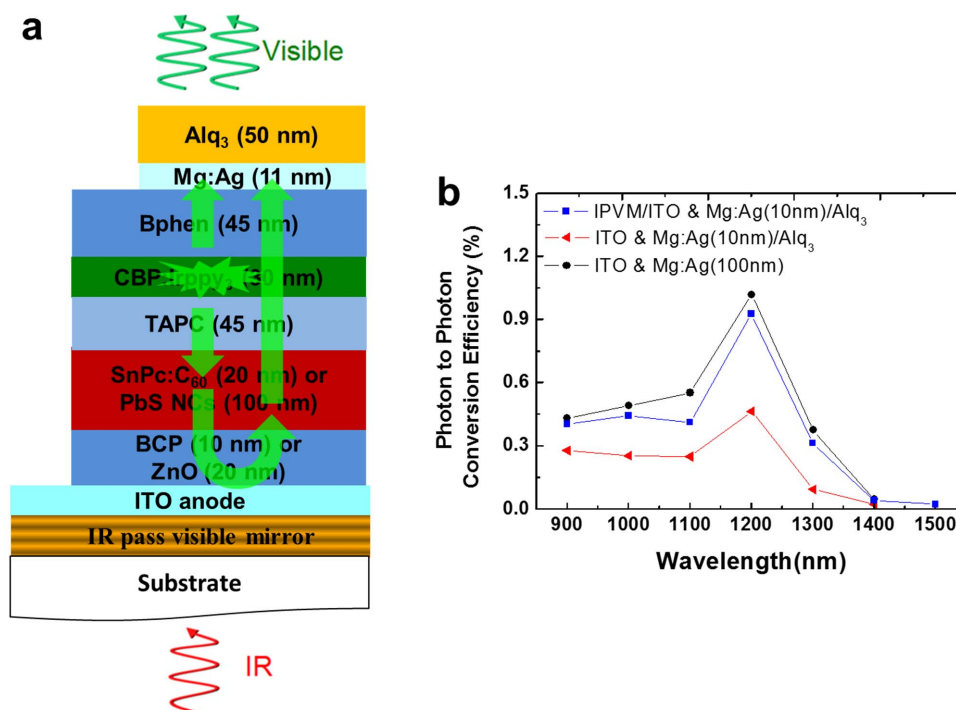 a
Visible
Alq₃ (50 nm)
Mg:Ag (11 nm)
Bphen (45 nm)
CBP:Irppy₃ (30 nm)
TAPC (45 nm)
SnPc:C₆₀ (20 nm) or
PbS NCs (100 nm)
BCP (10 nm) or
ZnO (20 nm)
ITO anode
IR pass visible mirror
Substrate
IR
b
Photon to Photon
Conversion Efficiency (%)
1.5
1.2
0.9
0.6
0.3
0.0
IPVM/ITO & Mg:Ag(10nm)/Alq₃
ITO & Mg:Ag(10nm)/Alq₃
ITO & Mg:Ag(100nm)
900 1000 1100 1200 1300 1400 1500
Wavelength(nm)